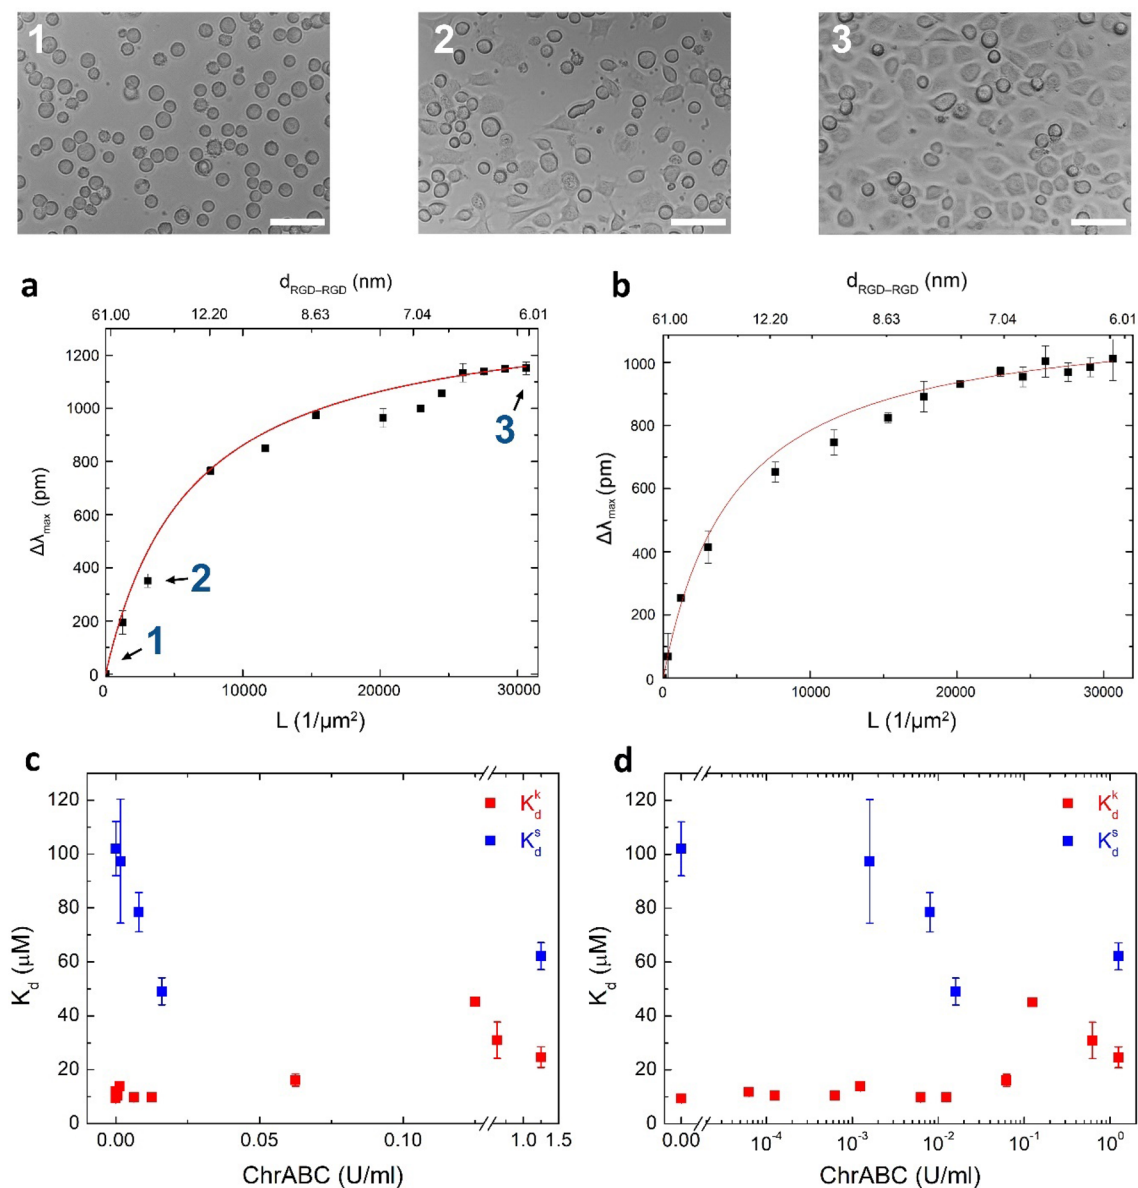 1
2
3
a
d_RGD–RGD (nm)
61.00 12.20 8.63 7.04 6.01
1200
1000
800
600
400
200
0
Δλ_max (pm)
3
2
1
0 10000 20000 30000
L (1/μm²)
b
d_RGD–RGD (nm)
61.00 12.20 8.63 7.04 6.01
1000
800
600
400
200
0
Δλ_max (pm)
0 10000 20000 30000
L (1/μm²)
c
120
100
80
60
40
20
0
K_d (μM)
K_d^k
K_d^s
0.00 0.05 0.10 1.0 1.5
ChrABC (U/ml)
d
120
100
80
60
40
20
0
K_d (μM)
K_d^k
K_d^s
0.00 10⁻⁴ 10⁻³ 10⁻² 10⁻¹ 10⁰
ChrABC (U/ml)